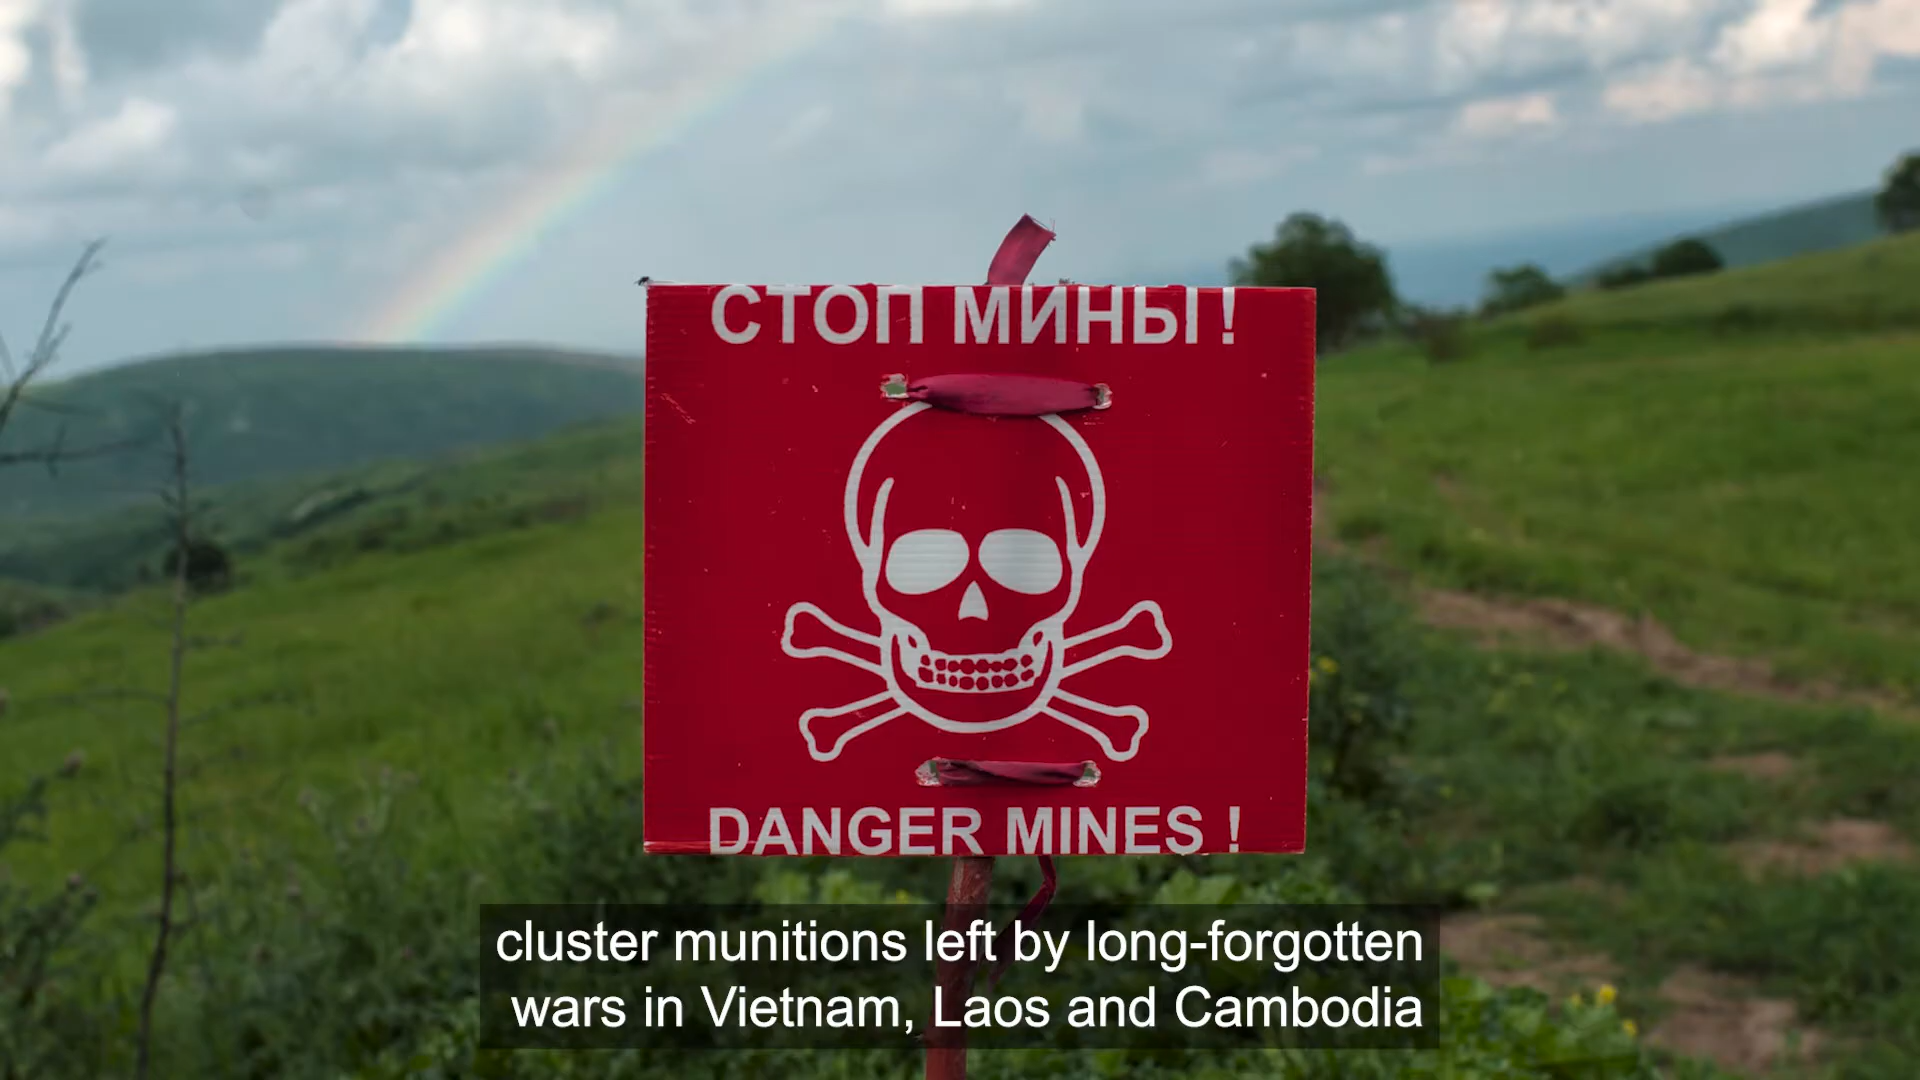 СТОП МИНЫ !
DANGER MINES !
cluster munitions left by long-forgotten
wars in Vietnam, Laos and Cambodia